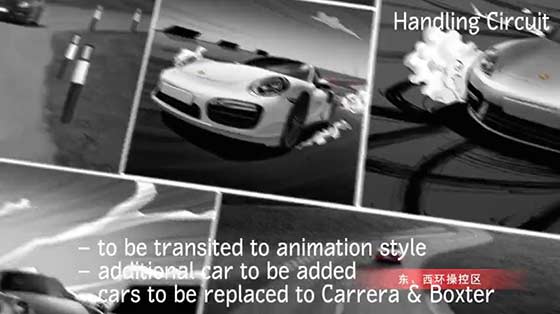 Handling Circuit
– to be transited to animation style
– additional car to be added
东、西环操控区
– cars to be replaced to Carrera & Boxter